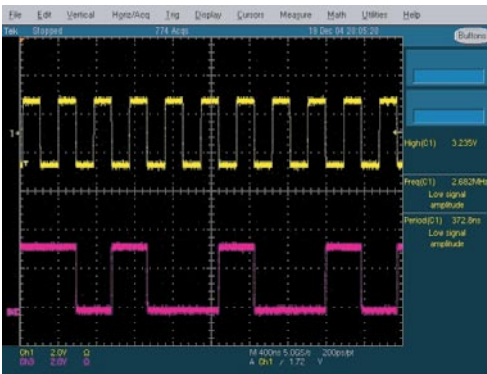 File Edit Vertical Horiz/Acq Trig Display Cursors Measure Math Utilities Help
Tek Stopped 774 Acqs 19 Dec 04 20:05:20 Buttons
High(C1) 3.235V
Freq(C1) 2.682MHz
Low signal
amplitude
Period(C1) 372.8ns
Low signal
amplitude
Ch1 2.0V Ω M 400ns 5.0GS/s 200ps/pt
Ch3 2.0V Ω A Ch1 / 1.72 V